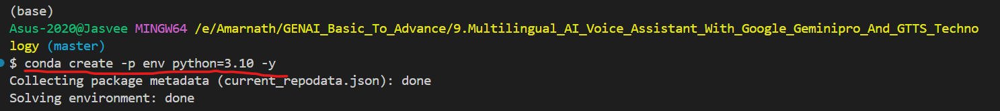 (base)
Asus-2020@Jasvee MINGW64 /e/Amarnath/GENAI_Basic_To_Advance/9.Multilingual_AI_Voice_Assistant_With_Google_Geminipro_And_GTTS_Techno
logy (master)
$ conda create -p env python=3.10 -y
Collecting package metadata (current_repodata.json): done
Solving environment: done